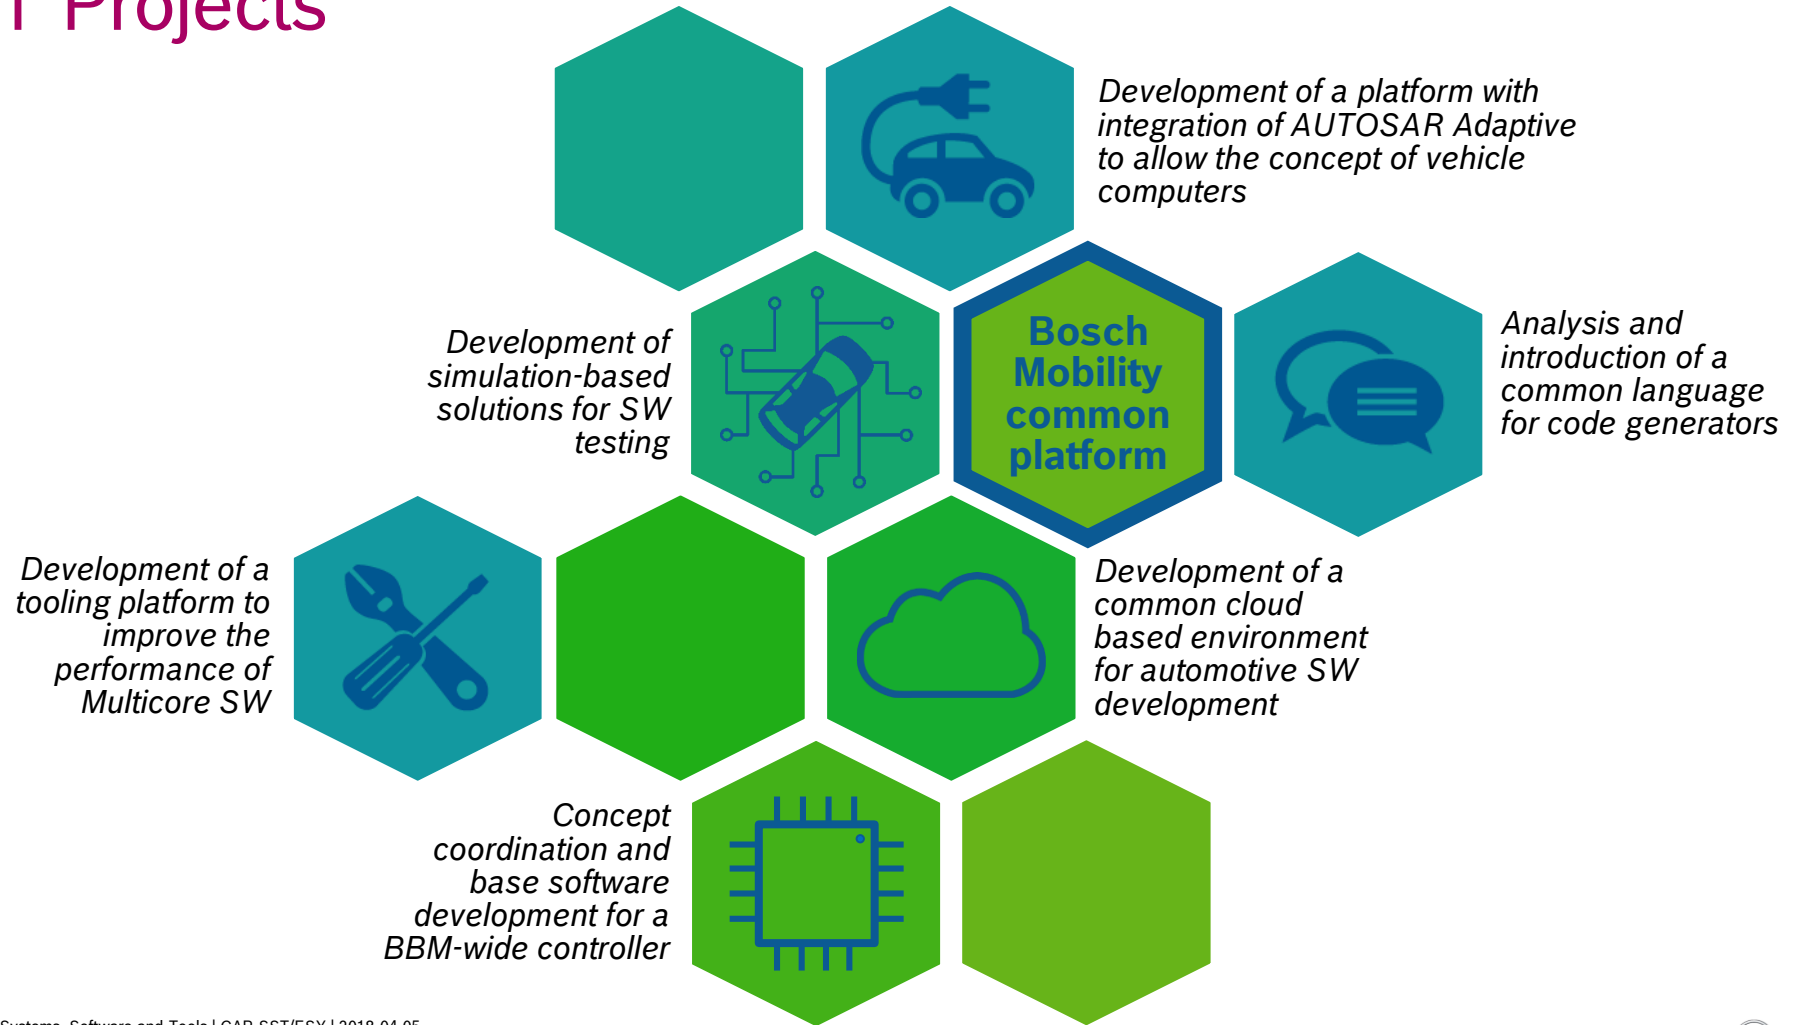 Projects
Development of a platform with
integration of AUTOSAR Adaptive
to allow the concept of vehicle
computers
Development of
simulation-based
solutions for SW
testing
Bosch
Mobility
common
platform
Analysis and
introduction of a
common language
for code generators
Development of a
tooling platform to
improve the
performance of
Multicore SW
Development of a
common cloud
based environment
for automotive SW
development
Concept
coordination and
base software
development for a
BBM-wide controller